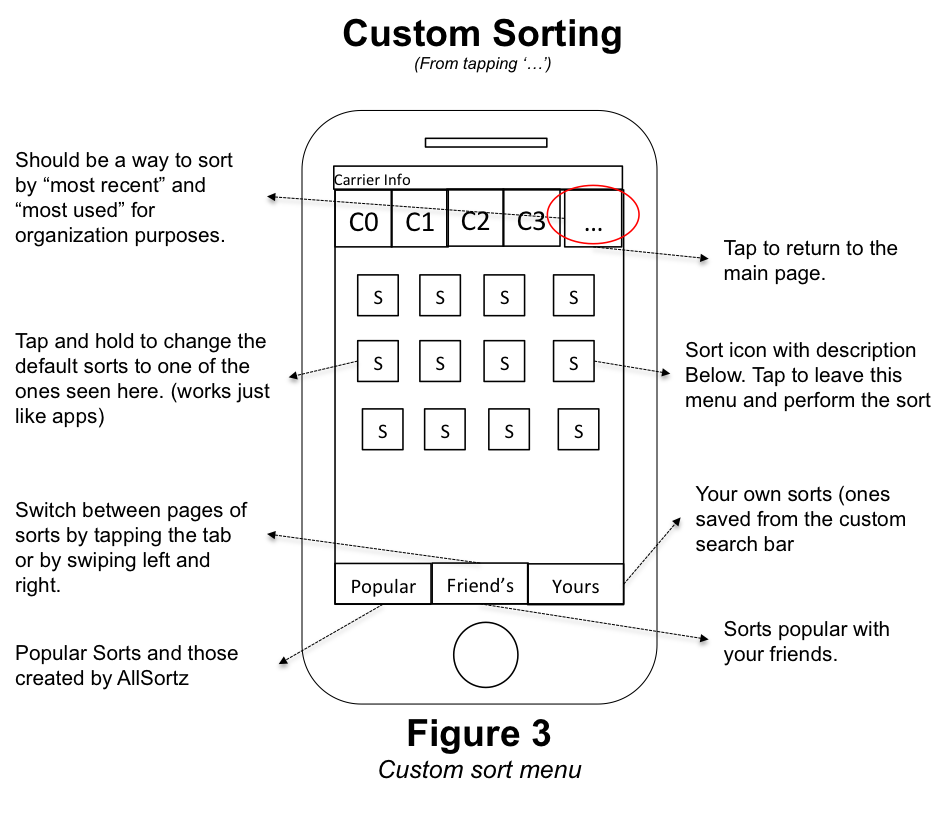 Custom Sorting
(From tapping ‘…’)
Should be a way to sort
by “most recent” and
“most used” for
organization purposes.
Carrier Info
C0 C1 C2 C3 ...
Tap to return to the
main page.
S S S S
Tap and hold to change the
default sorts to one of the
ones seen here. (works just
like apps)
S S S S
Sort icon with description
Below. Tap to leave this
menu and perform the sort
S S S S
Switch between pages of
sorts by tapping the tab
or by swiping left and
right.
Your own sorts (ones
saved from the custom
search bar
Popular Friend’s Yours
Popular Sorts and those
created by AllSortz
Sorts popular with
your friends.
Figure 3
Custom sort menu